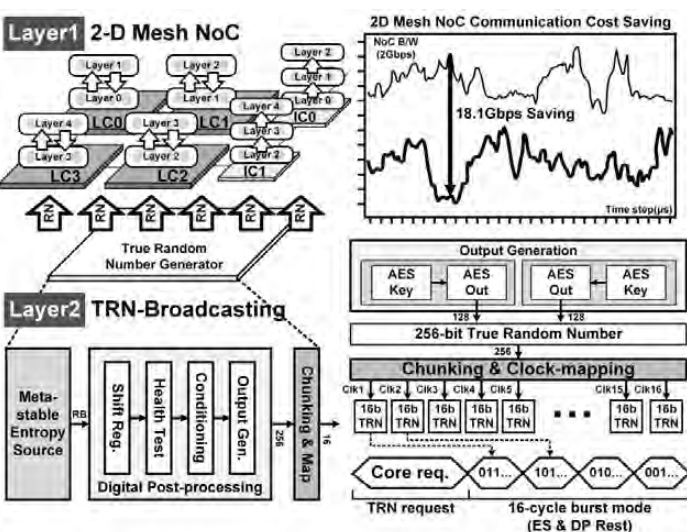 Layer1 2-D Mesh NoC
Layer 1
Layer 2
Layer 2
Layer 1
Layer 0
Layer 1
Layer 0
IC0
Layer 4
LC0
Layer 3
LC1
Layer 4
Layer 3
Layer 3
Layer 2
Layer 2
LC3
LC2
IC1
RN
RN
RN
RN
RN
RN
True Random
Number Generator
Layer2 TRN-Broadcasting
Meta-
stable
Entropy
Source
RB
Shift Reg.
Health Test
Conditioning
Output Gen.
Digital Post-processing
256
Chunking & Map
16
2D Mesh NoC Communication Cost Saving
NoC B/W
(2Gbps)
18.1Gbps Saving
Time step(µs)
Output Generation
AES
Key
AES
Out
AES
Out
AES
Key
128
128
256-bit True Random Number
256
Chunking & Clock-mapping
Clk1 Clk2 Clk3 Clk4 Clk5 Clk15 Clk16
16b
TRN
16b
TRN
16b
TRN
16b
TRN
16b
TRN
16b
TRN
16b
TRN
Core req. 011... 101... 010... 001...
TRN request
16-cycle burst mode
(ES & DP Rest)